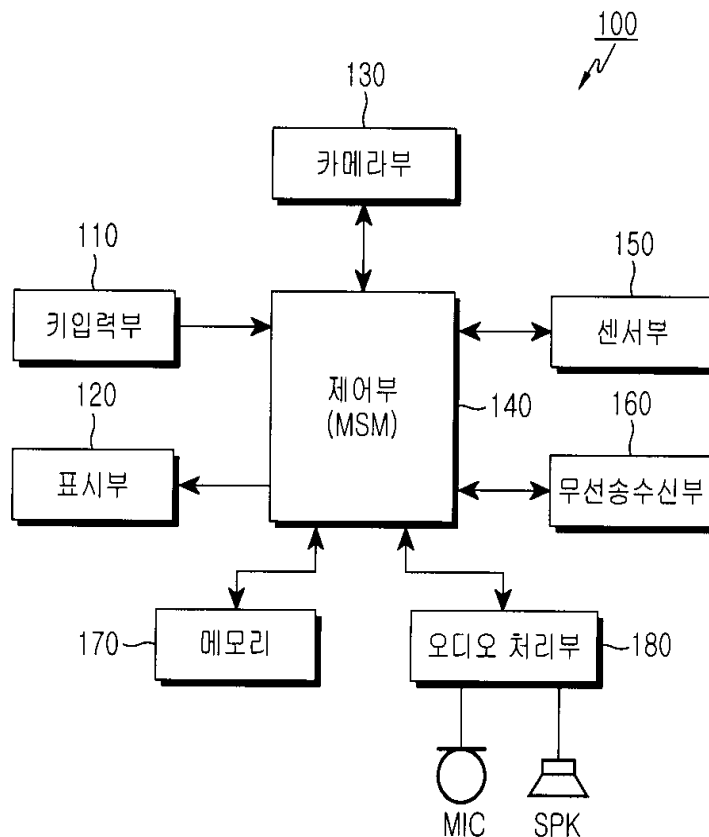 100
130
카메라부
110
키입력부
150
센서부
제어부
(MSM)
140
120
표시부
160
무선송수신부
170
메모리
오디오 처리부
180
MIC
SPK